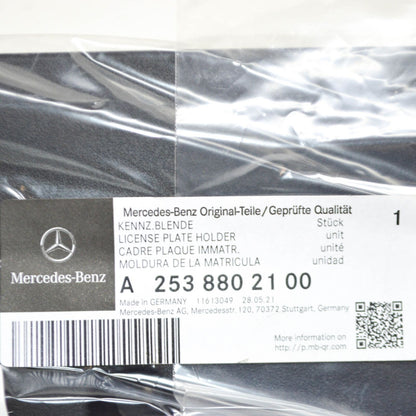 Mercedes-Benz Original-Teile/Geprüfte Qualität
KENNZ.BLENDE Stück 1
LICENSE PLATE HOLDER unit
CADRE PLAQUE IMMATR. unité
MOLDURA DE LA MATRICULA unidad
Mercedes-Benz
A 253 880 21 00
Made in GERMANY 11613049 28.05.21
Mercedes-Benz AG, Mercedesstr.120, 70372 Stuttgart, Germany
More information on
http://p.mb-qr.com/